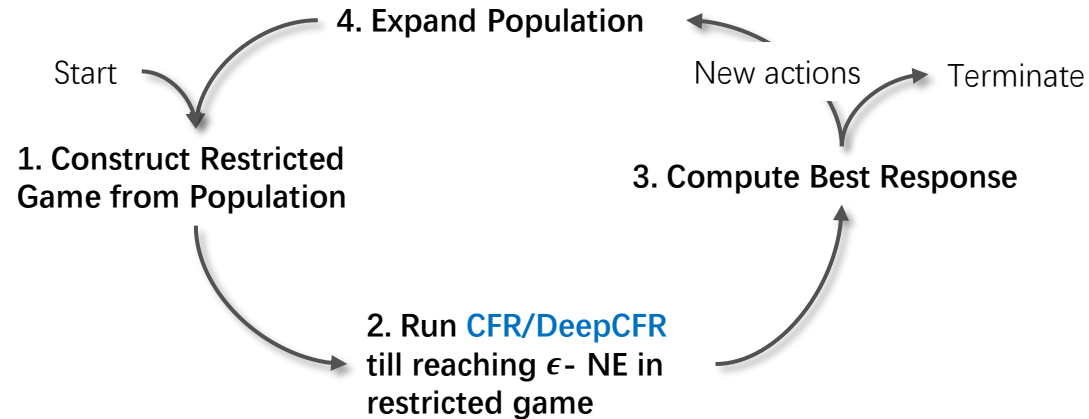 4. Expand Population
Start
New actions
Terminate
1. Construct Restricted
Game from Population
3. Compute Best Response
2. Run CFR/DeepCFR
till reaching ϵ- NE in
restricted game